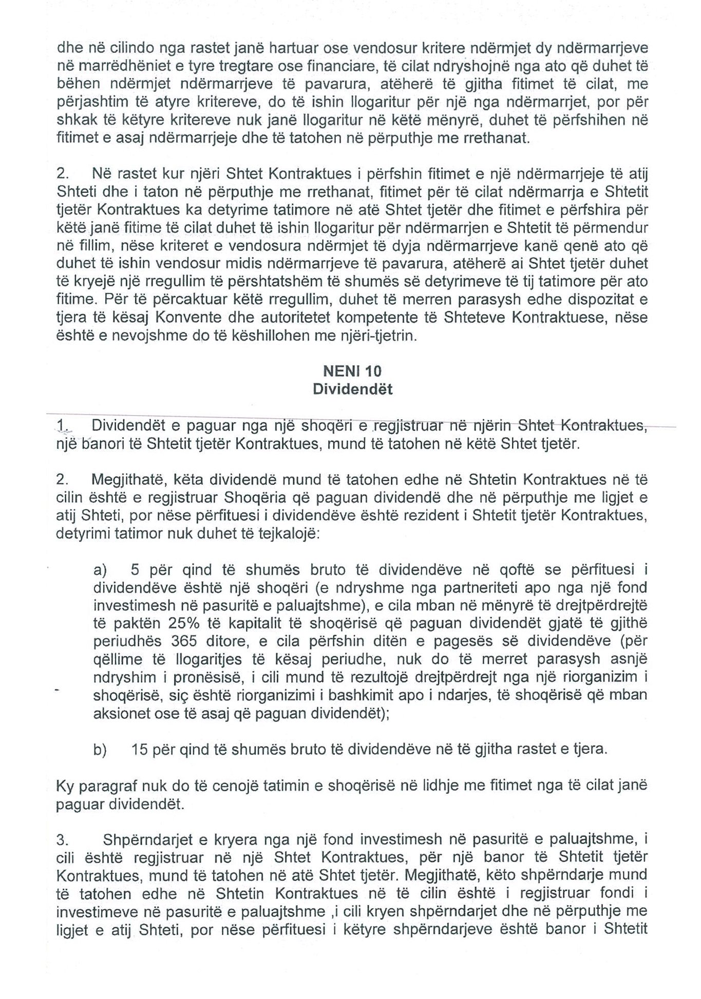 dhe në cilindo nga rastet janë hartuar ose vendosur kritere ndërmjet dy ndërmarrjeve
në marrëdhëniet e tyre tregtare ose financiare, të cilat ndryshojnë nga ato që duhet të
bëhen ndërmjet ndërmarrjeve të pavarura, atëherë të gjitha fitimet të cilat, me
përjashtim të atyre kritereve, do të ishin llogaritur për një nga ndërmarrjet, por për
shkak të këtyre kritereve nuk janë llogaritur në këtë mënyrë, duhet të përfshihen në
fitimet e asaj ndërmarrjeje dhe të tatohen në përputhje me rrethanat.
2. Në rastet kur njëri Shtet Kontraktues i përfshin fitimet e një ndërmarrjeje të atij
Shteti dhe i taton në përputhje me rrethanat, fitimet për të cilat ndërmarrja e Shtetit
tjetër Kontraktues ka detyrime tatimore në atë Shtet tjetër dhe fitimet e përfshira për
këtë janë fitime të cilat duhet të ishin llogaritur për ndërmarrjen e Shtetit të përmendur
në fillim, nëse kriteret e vendosura ndërmjet të dyja ndërmarrjeve kanë qenë ato që
duhet të ishin vendosur midis ndërmarrjeve të pavarura, atëherë ai Shtet tjetër duhet
të kryejë një rregullim të përshtatshëm të shumës së detyrimeve të tij tatimore për ato
fitime. Për të përcaktuar këtë rregullim, duhet të merren parasysh edhe dispozitat e
tjera të kësaj Konvente dhe autoritetet kompetente të Shteteve Kontraktuese, nëse
është e nevojshme do të këshillohen me njëri-tjetrin.
NENI 10
Dividendët
1. Dividendët e paguar nga një shoqëri e regjistruar në njërin Shtet Kontraktues,
një banori të Shtetit tjetër Kontraktues, mund të tatohen në këtë Shtet tjetër.
2. Megjithatë, këta dividendë mund të tatohen edhe në Shtetin Kontraktues në të
cilin është e regjistruar Shoqëria që paguan dividendë dhe në përputhje me ligjet e
atij Shteti, por nëse përfituesi i dividendëve është rezident i Shtetit tjetër Kontraktues,
detyrimi tatimor nuk duhet të tejkalojë:
a) 5 për qind të shumës bruto të dividendëve në qoftë se përfituesi i
dividendëve është një shoqëri (e ndryshme nga partneriteti apo nga një fond
investimesh në pasuritë e paluajtshme), e cila mban në mënyrë të drejtpërdrejtë
të paktën 25% të kapitalit të shoqërisë që paguan dividendët gjatë të gjithë
periudhës 365 ditore, e cila përfshin ditën e pagesës së dividendëve (për
qëllime të llogaritjes të kësaj periudhe, nuk do të merret parasysh asnjë
ndryshim i pronësisë, i cili mund të rezultojë drejtpërdrejt nga një riorganizim i
shoqërisë, siç është riorganizimi i bashkimit apo i ndarjes, të shoqërisë që mban
aksionet ose të asaj që paguan dividendët);
b) 15 për qind të shumës bruto të dividendëve në të gjitha rastet e tjera.
Ky paragraf nuk do të cenojë tatimin e shoqërisë në lidhje me fitimet nga të cilat janë
paguar dividendët.
3. Shpërndarjet e kryera nga një fond investimesh në pasuritë e paluajtshme, i
cili është regjistruar në një Shtet Kontraktues, për një banor të Shtetit tjetër
Kontraktues, mund të tatohen në atë Shtet tjetër. Megjithatë, këto shpërndarje mund
të tatohen edhe në Shtetin Kontraktues në të cilin është i regjistruar fondi i
investimeve në pasuritë e paluajtshme ,i cili kryen shpërndarjet dhe në përputhje me
ligjet e atij Shteti, por nëse përfituesi i këtyre shpërndarjeve është banor i Shtetit